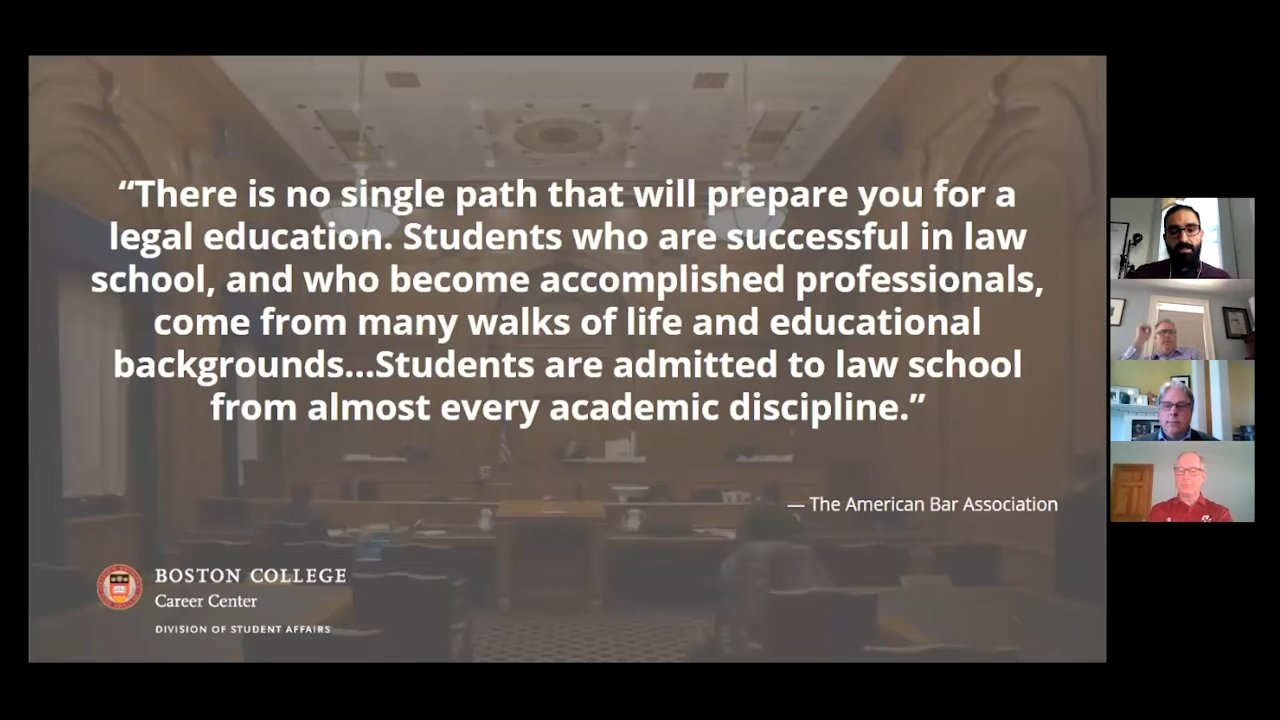 “There is no single path that will prepare you for a
legal education. Students who are successful in law
school, and who become accomplished professionals,
come from many walks of life and educational
backgrounds...Students are admitted to law school
from almost every academic discipline.”
— The American Bar Association
BOSTON COLLEGE
Career Center
DIVISION OF STUDENT AFFAIRS